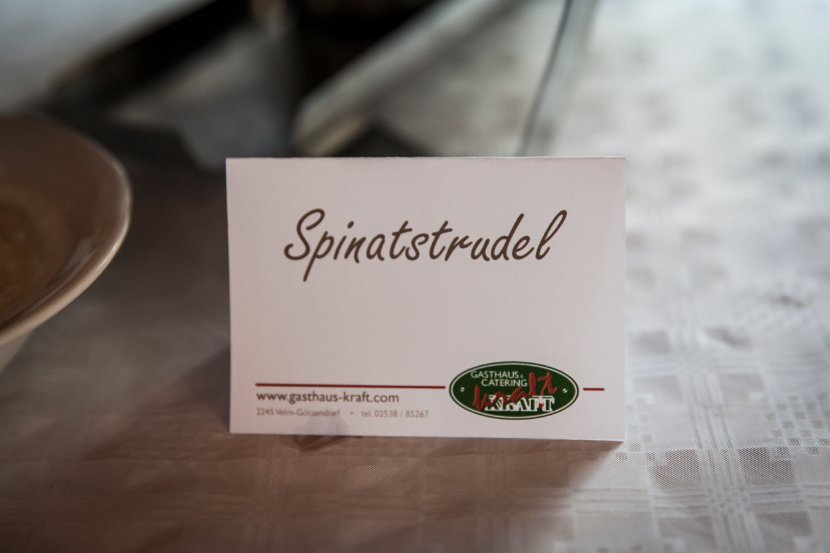 Spinatstrudel
www.gasthaus-kraft.com
2245 Velm-Götzendorf • tel. 02538 / 85267
GASTHAUS &
CATERING
kraft
KRAFT